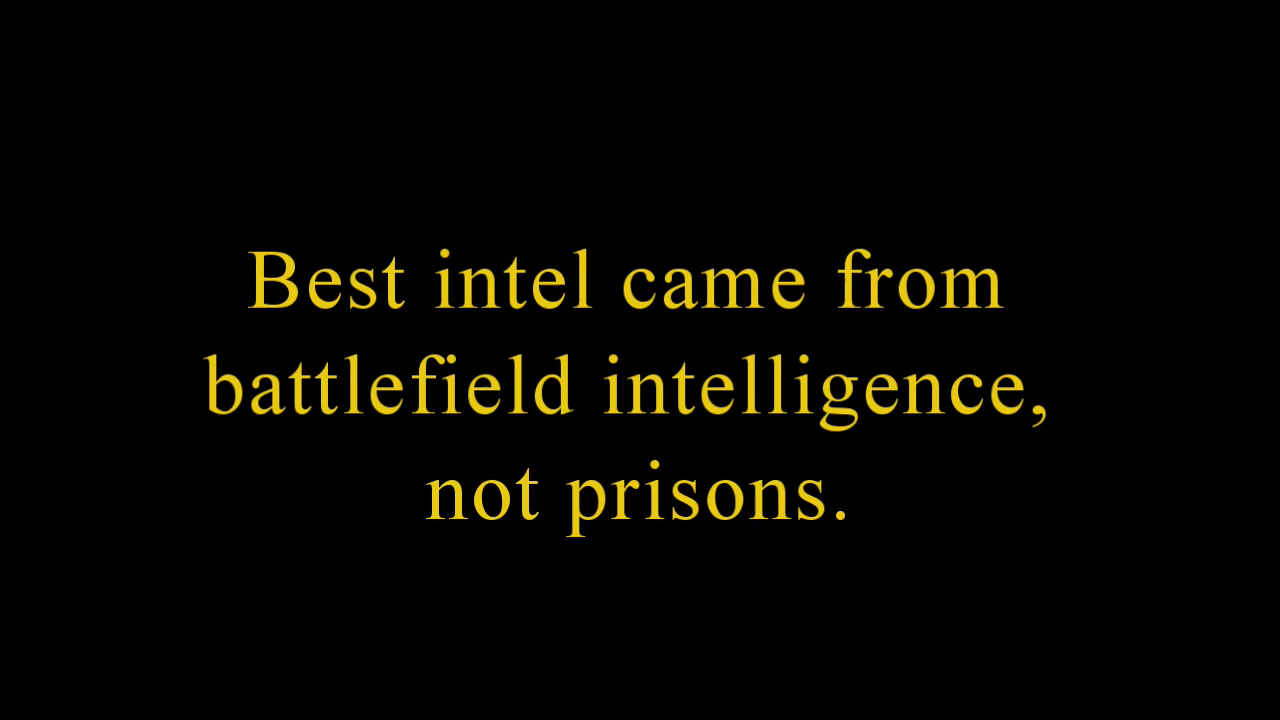 Best intel came from
battlefield intelligence,
not prisons.